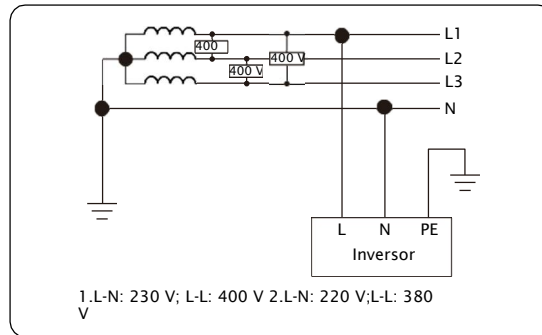 L1
400
L2
400 V
400 V
L3
N
L N PE
Inversor
1.L-N: 230 V; L-L: 400 V 2.L-N: 220 V;L-L: 380
V